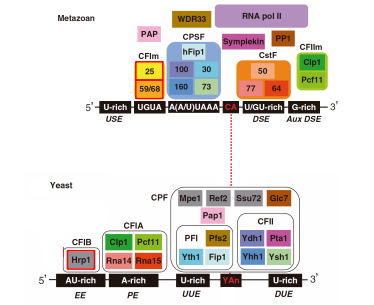 Metazoan
WDR33
RNA pol II
PAP
CPSF
Symplekin
PP1
CFIm
hFip1
CstF
CFIIm
25
100
30
50
Clp1
59/68
160
73
77
64
Pcf11
5'
U-rich
UGUA
A(A/U)UAAA
CA
U/GU-rich
G-rich
3'
USE
DSE
Aux DSE
Yeast
CPF
Mpe1
Ref2
Ssu72
Glc7
Pap1
CFIA
CFII
CFIB
Clp1
Pcf11
PFI
Pfs2
Ydh1
Pta1
Hrp1
Rna14
Rna15
Yth1
Fip1
Yhh1
Ysh1
5'
AU-rich
A-rich
U-rich
YAn
U-rich
3'
EE
PE
UUE
DUE